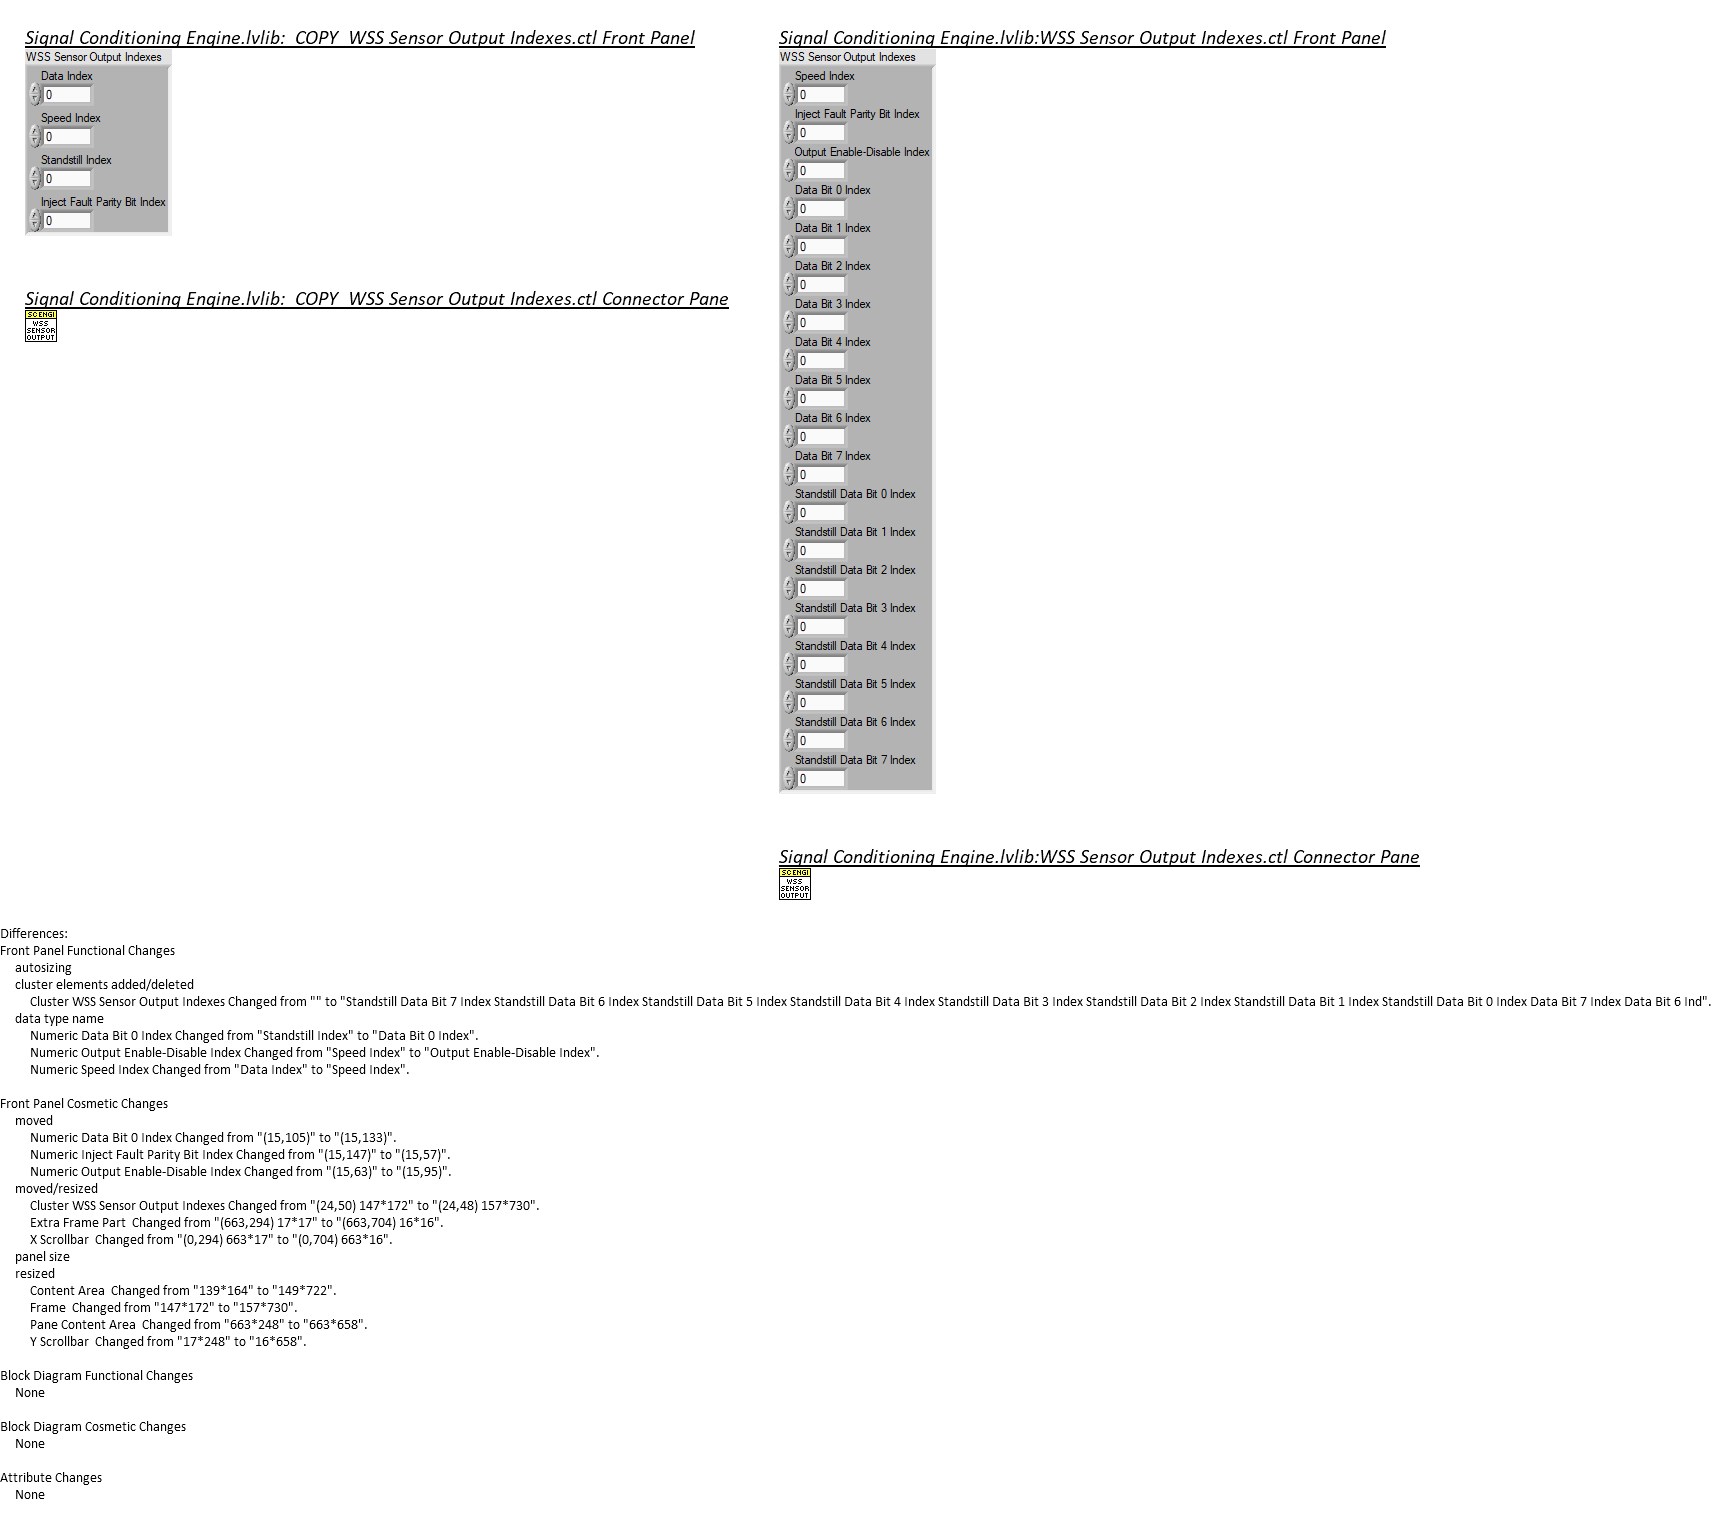 Signal Conditioning Engine.lvlib:  COPY  WSS Sensor Output Indexes.ctl Front Panel
WSS Sensor Output Indexes
Data Index
0
Speed Index
0
Standstill Index
0
Inject Fault Parity Bit Index
0
Signal Conditioning Engine.lvlib:  COPY  WSS Sensor Output Indexes.ctl Connector Pane
SCENGI
WSS
SENSOR
OUTPUT
Signal Conditioning Engine.lvlib:WSS Sensor Output Indexes.ctl Front Panel
WSS Sensor Output Indexes
Speed Index
0
Inject Fault Parity Bit Index
0
Output Enable-Disable Index
0
Data Bit 0 Index
0
Data Bit 1 Index
0
Data Bit 2 Index
0
Data Bit 3 Index
0
Data Bit 4 Index
0
Data Bit 5 Index
0
Data Bit 6 Index
0
Data Bit 7 Index
0
Standstill Data Bit 0 Index
0
Standstill Data Bit 1 Index
0
Standstill Data Bit 2 Index
0
Standstill Data Bit 3 Index
0
Standstill Data Bit 4 Index
0
Standstill Data Bit 5 Index
0
Standstill Data Bit 6 Index
0
Standstill Data Bit 7 Index
0
Signal Conditioning Engine.lvlib:WSS Sensor Output Indexes.ctl Connector Pane
SCENGI
WSS
SENSOR
OUTPUT
Differences:
Front Panel Functional Changes
autosizing
cluster elements added/deleted
Cluster WSS Sensor Output Indexes Changed from "" to "Standstill Data Bit 7 Index Standstill Data Bit 6 Index Standstill Data Bit 5 Index Standstill Data Bit 4 Index Standstill Data Bit 3 Index Standstill Data Bit 2 Index Standstill Data Bit 1 Index Standstill Data Bit 0 Index Data Bit 7 Index Data Bit 6 Ind".
data type name
Numeric Data Bit 0 Index Changed from "Standstill Index" to "Data Bit 0 Index".
Numeric Output Enable-Disable Index Changed from "Speed Index" to "Output Enable-Disable Index".
Numeric Speed Index Changed from "Data Index" to "Speed Index".
Front Panel Cosmetic Changes
moved
Numeric Data Bit 0 Index Changed from "(15,105)" to "(15,133)".
Numeric Inject Fault Parity Bit Index Changed from "(15,147)" to "(15,57)".
Numeric Output Enable-Disable Index Changed from "(15,63)" to "(15,95)".
moved/resized
Cluster WSS Sensor Output Indexes Changed from "(24,50) 147*172" to "(24,48) 157*730".
Extra Frame Part  Changed from "(663,294) 17*17" to "(663,704) 16*16".
X Scrollbar  Changed from "(0,294) 663*17" to "(0,704) 663*16".
panel size
resized
Content Area  Changed from "139*164" to "149*722".
Frame  Changed from "147*172" to "157*730".
Pane Content Area  Changed from "663*248" to "663*658".
Y Scrollbar  Changed from "17*248" to "16*658".
Block Diagram Functional Changes
None
Block Diagram Cosmetic Changes
None
Attribute Changes
None